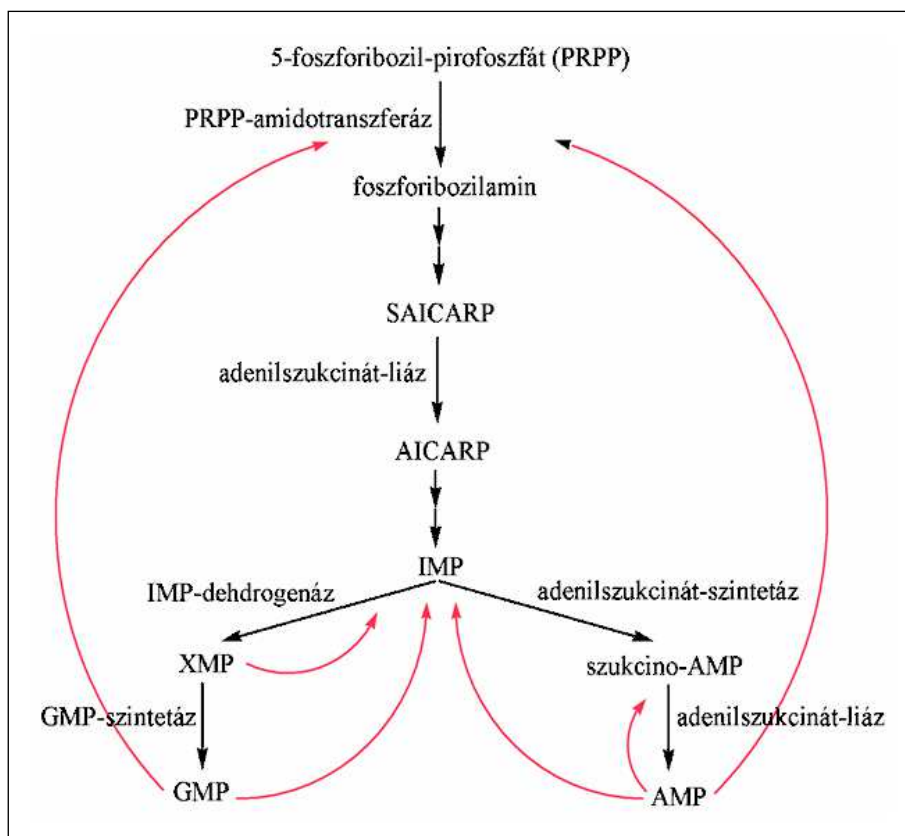 5-foszforibozil-pirofoszfát (PRPP)
PRPP-amidotranszferáz
foszforibozilamin
SAICARP
adenilszukcinát-liáz
AICARP
IMP
IMP-dehdrogenáz
adenilszukcinát-szintetáz
XMP
szukcino-AMP
GMP-szintetáz
adenilszukcinát-liáz
GMP
AMP